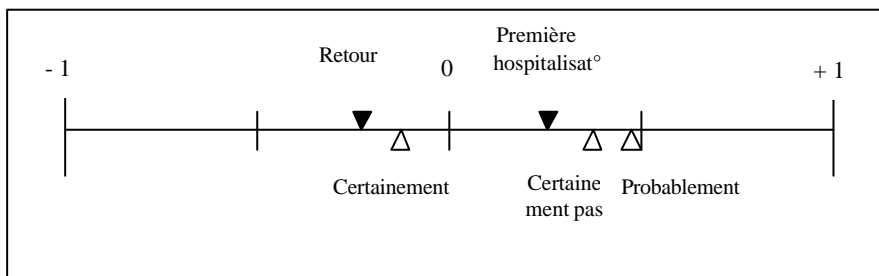 Première
Retour 0 hospitalisat°
- 1 + 1
Certainement Certaine Probablement
ment pas